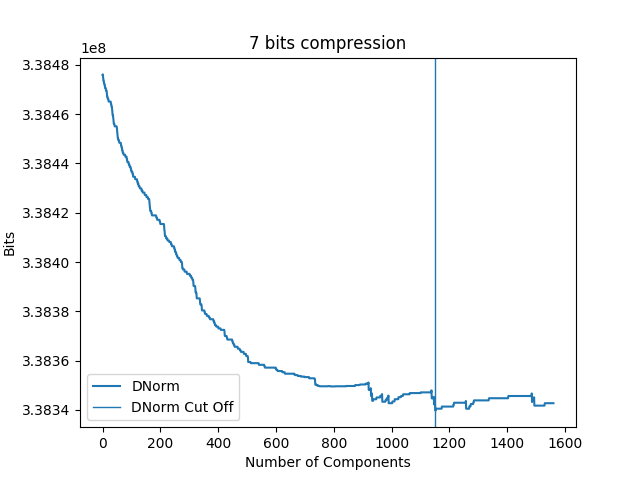 7 bits compression
1e8
3.3848
3.3846
3.3844
3.3842
3.3840
3.3838
3.3836
3.3834
Bits
DNorm
DNorm Cut Off
0 200 400 600 800 1000 1200 1400 1600
Number of Components